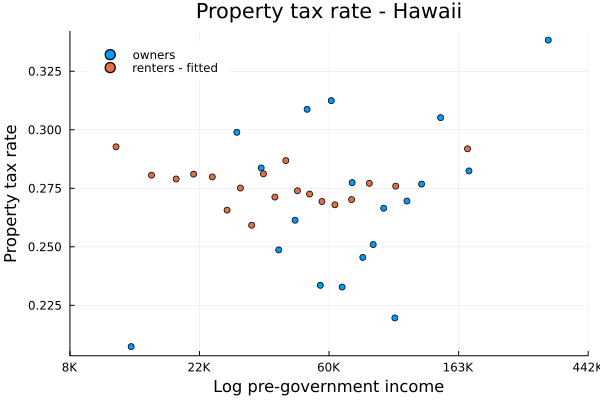 Property tax rate - Hawaii
owners
renters - fitted
Property tax rate
0.325
0.300
0.275
0.250
0.225
8K 22K 60K 163K 442K
Log pre-government income